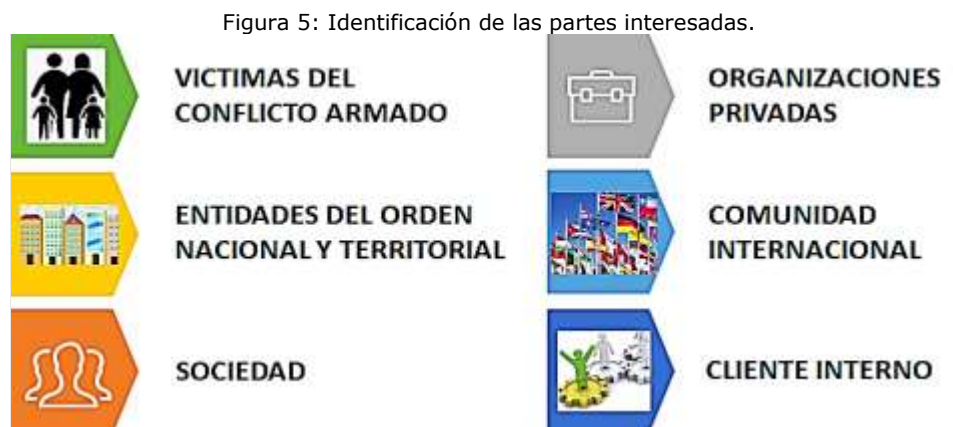 Figura 5: Identificación de las partes interesadas.
VICTIMAS DEL
CONFLICTO ARMADO
ORGANIZACIONES
PRIVADAS
ENTIDADES DEL ORDEN
NACIONAL Y TERRITORIAL
COMUNIDAD
INTERNACIONAL
SOCIEDAD
CLIENTE INTERNO